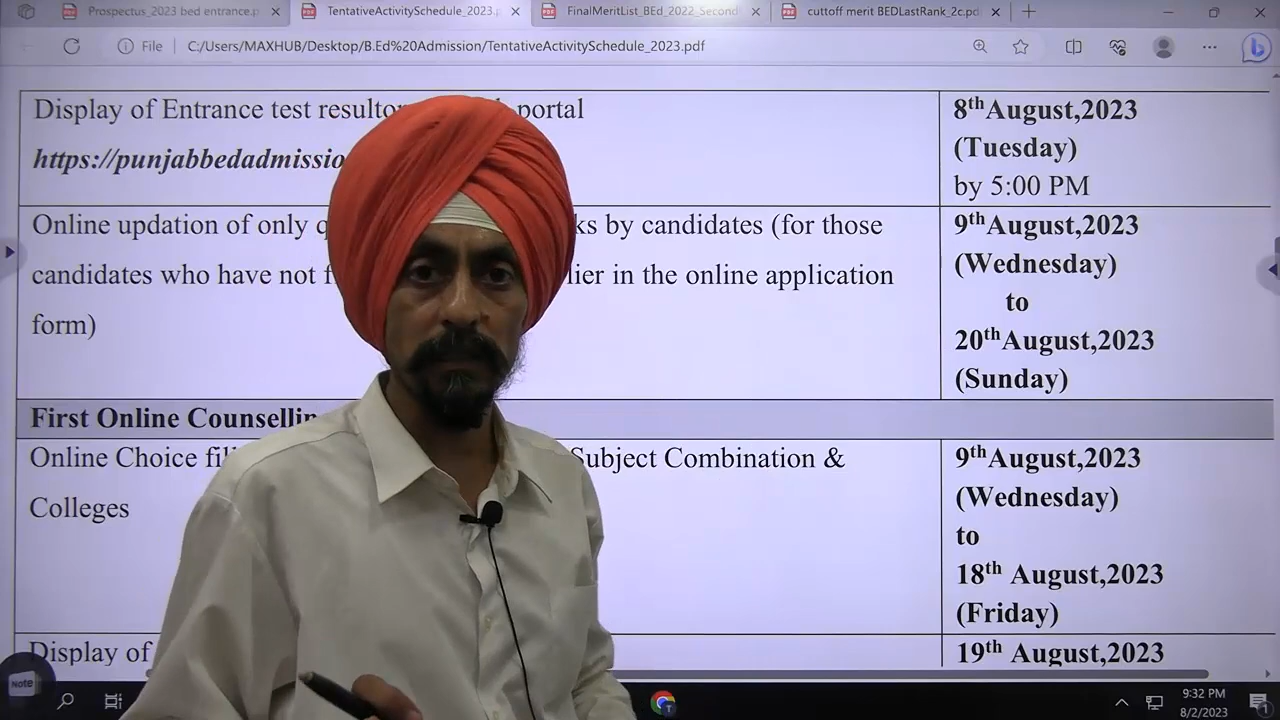 Prospectus_2023 bed entrance.p
TentativeActivitySchedule_2023.
FinalMeritList_BEd_2022_Second
cuttoff merit BEDLastRank_2c.pd
File
C:/Users/MAXHUB/Desktop/B.Ed%20Admission/TentativeActivitySchedule_2023.pdf
Display of Entrance test result portal
https://punjabbedadmissio
8th August,2023
(Tuesday)
by 5:00 PM
Online updation of only by candidates (for those
candidates who have not in the online application
form)
9th August,2023
(Wednesday)
to
20th August,2023
(Sunday)
First Online Counsellin
Online Choice Subject Combination &
Colleges
9th August,2023
(Wednesday)
to
18th August,2023
(Friday)
Display of
19th August,2023
Note
9:32 PM
8/2/2023